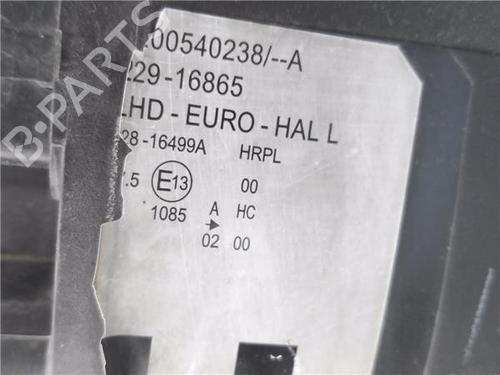 B-PARTS
00540238/--A
229-16865
LHD - EURO - HAL L
28-16499A HRPL
.5 E13 00
1085 A HC
02 00